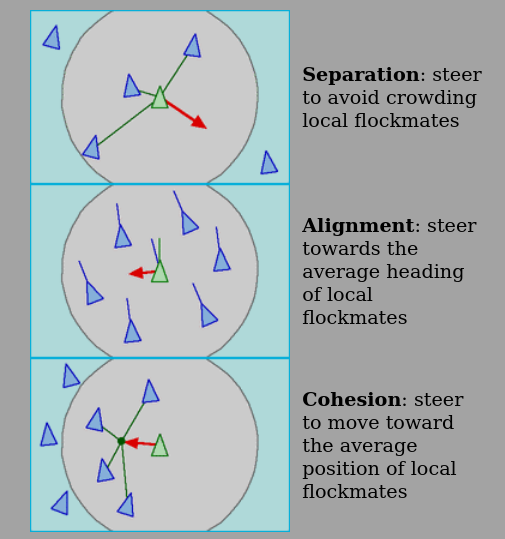 Separation: steer
to avoid crowding
local flockmates
Alignment: steer
towards the
average heading
of local
flockmates
Cohesion: steer
to move toward
the average
position of local
flockmates